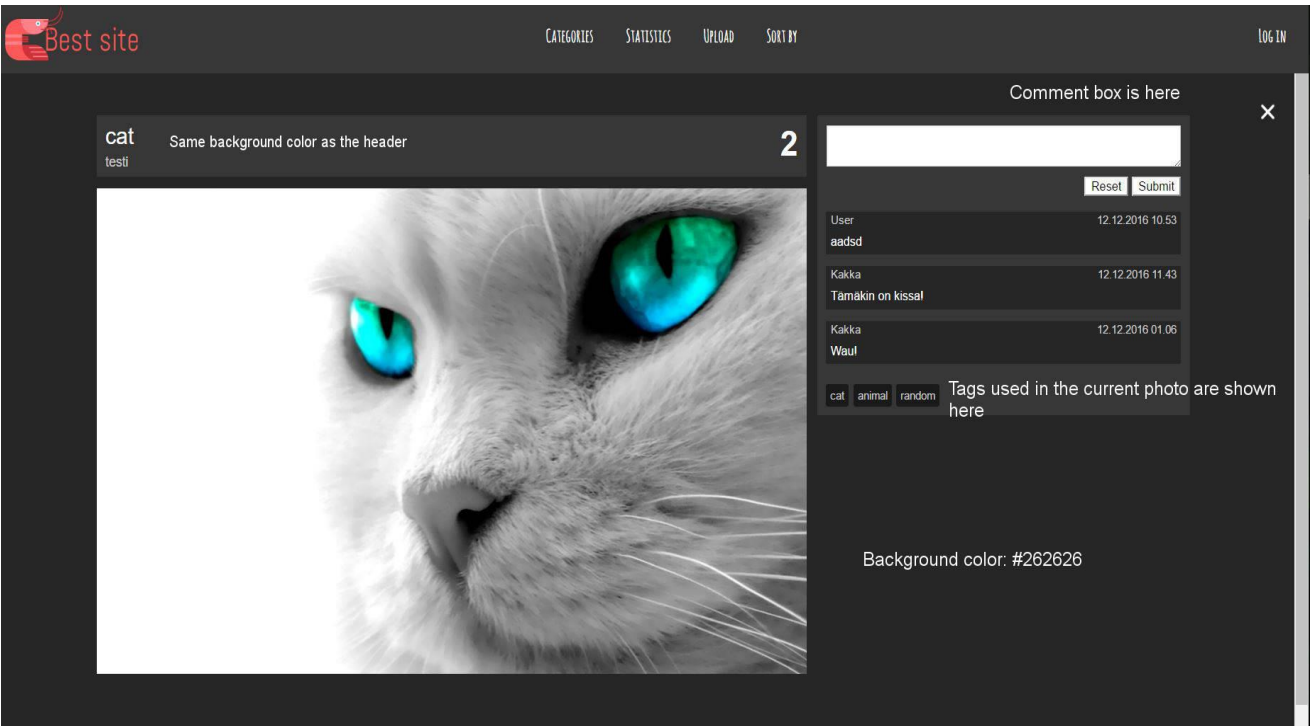 Best site
CATEGORIES STATISTICS UPLOAD SORT BY
LOG IN
Comment box is here
cat
Same background color as the header
2
testi
Reset Submit
User 12.12.2016 10.53
aadsd
Kakka 12.12.2016 11.43
Tämäkin on kissa!
Kakka 12.12.2016 01.06
Wau!
cat animal random
Tags used in the current photo are shown
here
Background color: #262626